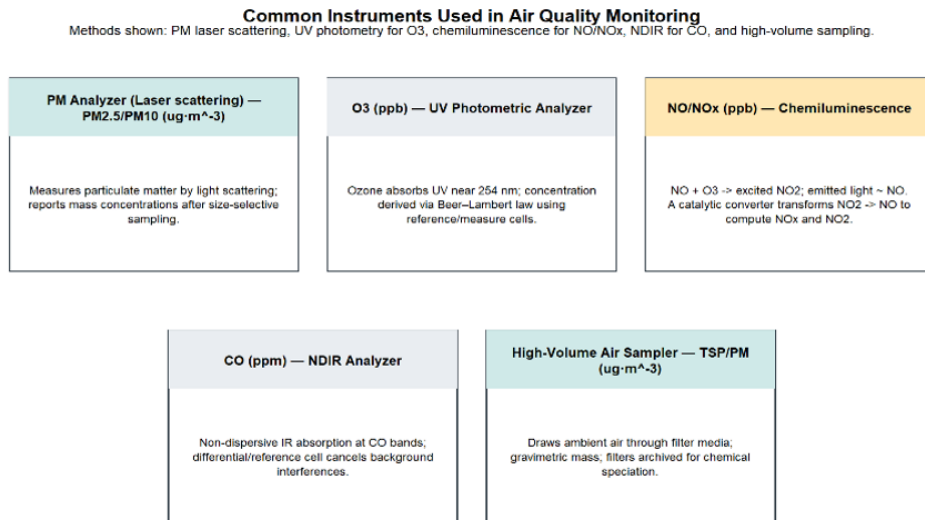 Common Instruments Used in Air Quality Monitoring
Methods shown: PM laser scattering, UV photometry for O3, chemiluminescence for NO/NOx, NDIR for CO, and high-volume sampling.
PM Analyzer (Laser scattering) —
PM2.5/PM10 (ug·m^-3)
Measures particulate matter by light scattering;
reports mass concentrations after size-selective
sampling.
O3 (ppb) — UV Photometric Analyzer
Ozone absorbs UV near 254 nm; concentration
derived via Beer–Lambert law using
reference/measure cells.
NO/NOx (ppb) — Chemiluminescence
NO + O3 -> excited NO2; emitted light ~ NO.
A catalytic converter transforms NO2 -> NO to
compute NOx and NO2.
CO (ppm) — NDIR Analyzer
Non-dispersive IR absorption at CO bands;
differential/reference cell cancels background
interferences.
High-Volume Air Sampler — TSP/PM
(ug·m^-3)
Draws ambient air through filter media;
gravimetric mass; filters archived for chemical
speciation.